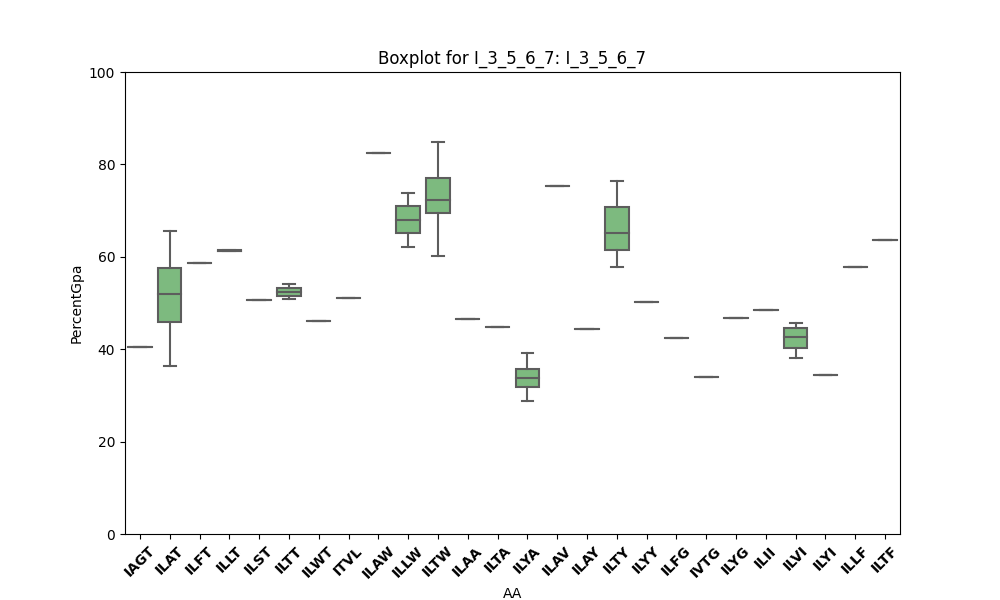 Boxplot for I_3_5_6_7: I_3_5_6_7
100
80
60
40
20
0
PercentGpa
IAGT ILAT ILFT ILLT ILST ILTT ILWT ITVL ILAW ILLW ILTW ILAA ILTA ILYA ILAV ILAY ILTY ILYY ILFG IVTG ILYG ILII ILVI ILYI ILLF ILTF
AA